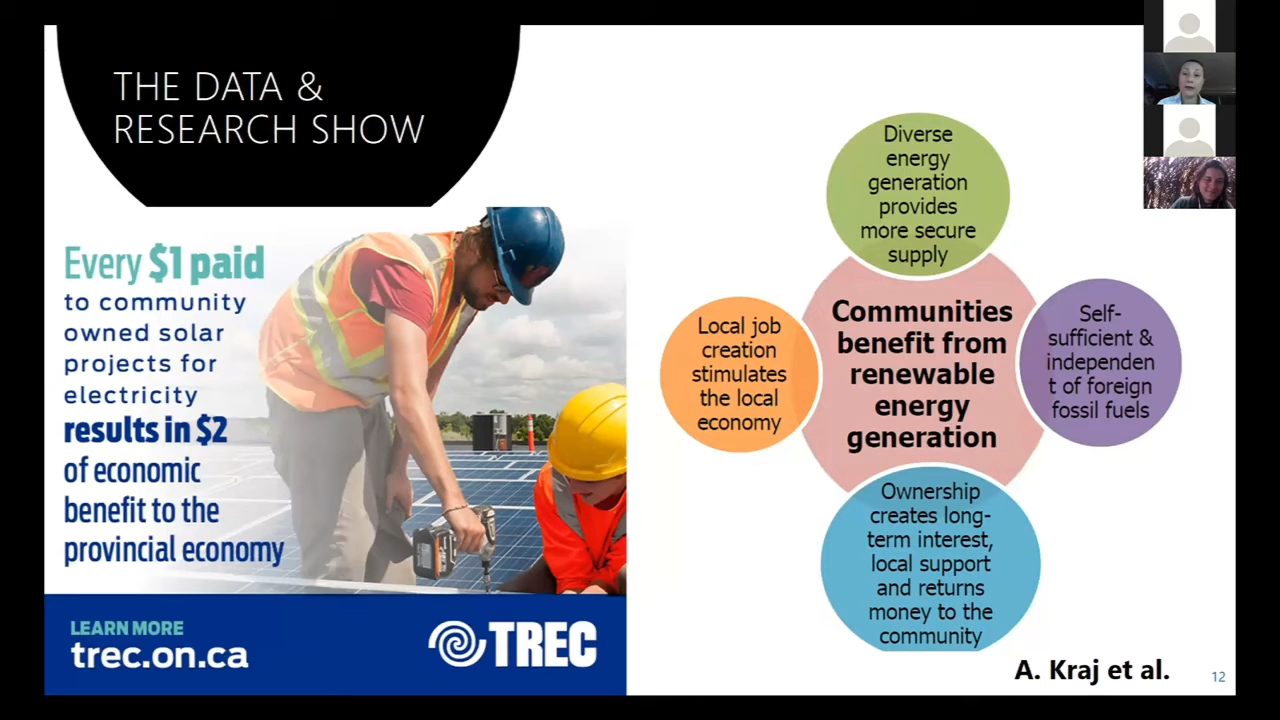 THE DATA &
RESEARCH SHOW
Every $1 paid
to community
owned solar
projects for
electricity
results in $2
of economic
benefit to the
provincial economy
LEARN MORE
trec.on.ca
TREC
Diverse
energy
generation
provides
more secure
supply
Local job
creation
stimulates
the local
economy
Communities
benefit from
renewable
energy
generation
Self-
sufficient &
independen
t of foreign
fossil fuels
Ownership
creates long-
term interest,
local support
and returns
money to the
community
A. Kraj et al.
12